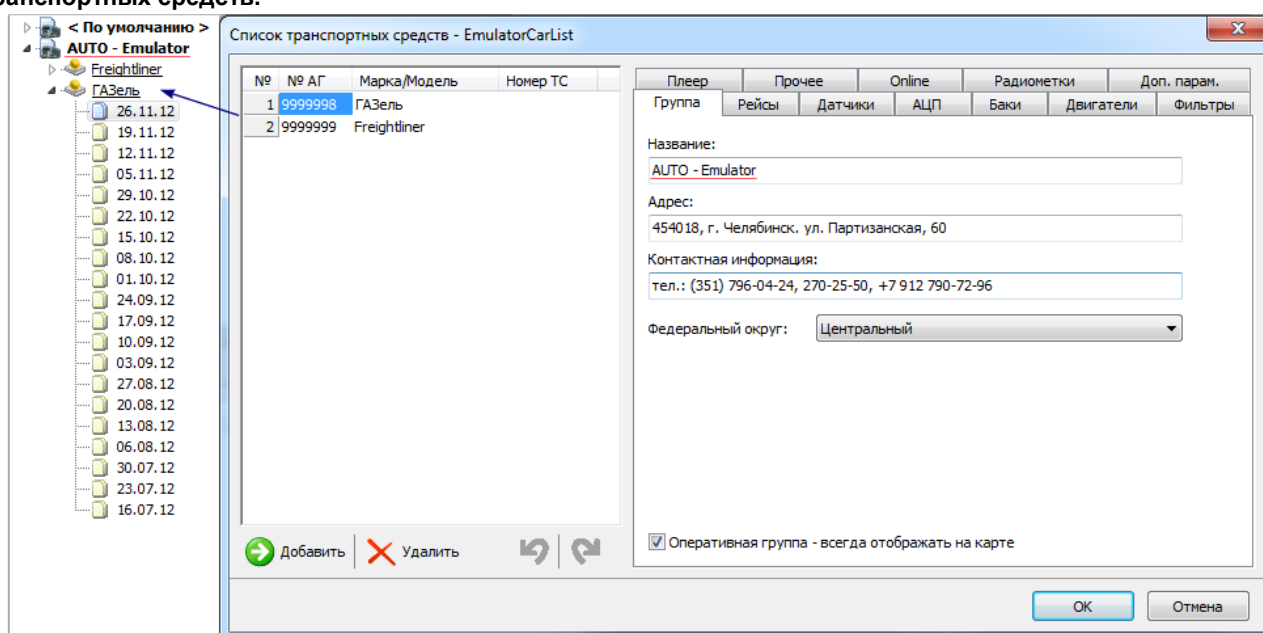 ранспортных средств.
< По умолчанию >
AUTO - Emulator
Freightliner
ГАЗель
26.11.12
19.11.12
12.11.12
05.11.12
29.10.12
22.10.12
15.10.12
08.10.12
01.10.12
24.09.12
17.09.12
10.09.12
03.09.12
27.08.12
20.08.12
13.08.12
06.08.12
30.07.12
23.07.12
16.07.12
Список транспортных средств - EmulatorCarList
№ № АГ Марка/Модель Номер ТС
1 9999998 ГАЗель
2 9999999 Freightliner
Добавить Удалить
Плеер Прочее Online Радиометки Доп. парам.
Группа Рейсы Датчики АЦП Баки Двигатели Фильтры
Название:
AUTO - Emulator
Адрес:
454018, г. Челябинск. ул. Партизанская, 60
Контактная информация:
тел.: (351) 796-04-24, 270-25-50, +7 912 790-72-96
Федеральный округ: Центральный
Оперативная группа - всегда отображать на карте
OK Отмена